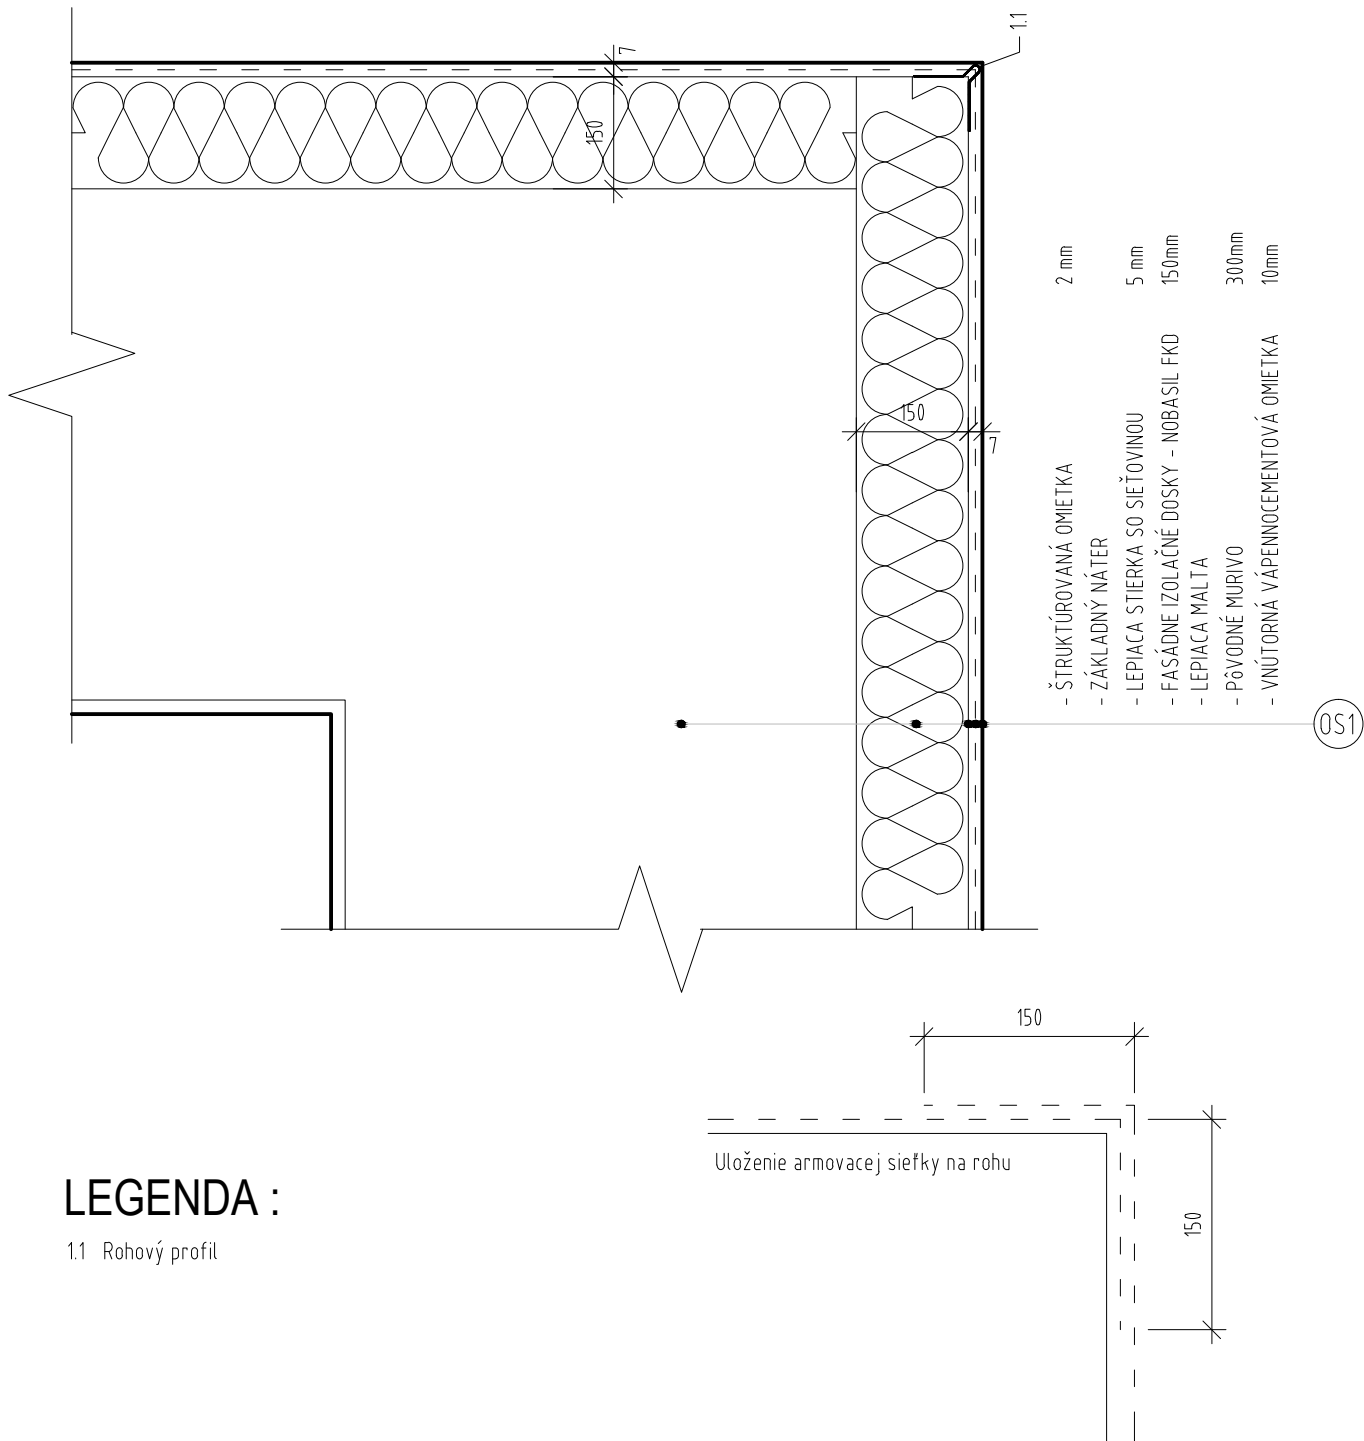 1.1
7
150
150
7
- ŠTRUKTÚROVANÁ OMIETKA 2 mm
- ZÁKLADNÝ NÁTER
- LEPIACA STIERKA SO SIEŤOVINOU 5 mm
- FASÁDNE IZOLAČNÉ DOSKY - NOBASIL FKD 150mm
- LEPIACA MALTA
- PÔVODNÉ MURIVO 300mm
- VNÚTORNÁ VÁPENNOCEMENTOVÁ OMIETKA 10mm
OS1
150
Uloženie armovacej sieťky na rohu
150
LEGENDA :
1.1 Rohový profil